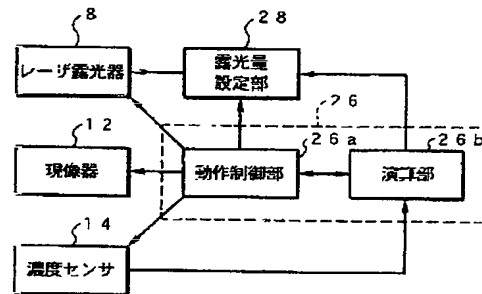 8
レーザ露光器
28
露光量
設定部
26
12
現像器
26a
動作制御部
26b
演算部
14
濃度センサ